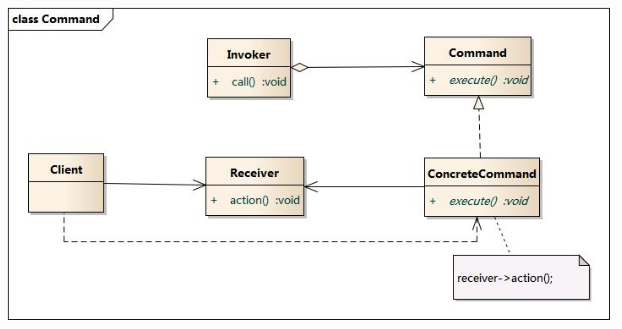 class Command
Invoker
+ call() :void
Command
+ execute() :void
Client
Receiver
+ action() :void
ConcreteCommand
+ execute() :void
receiver->action();